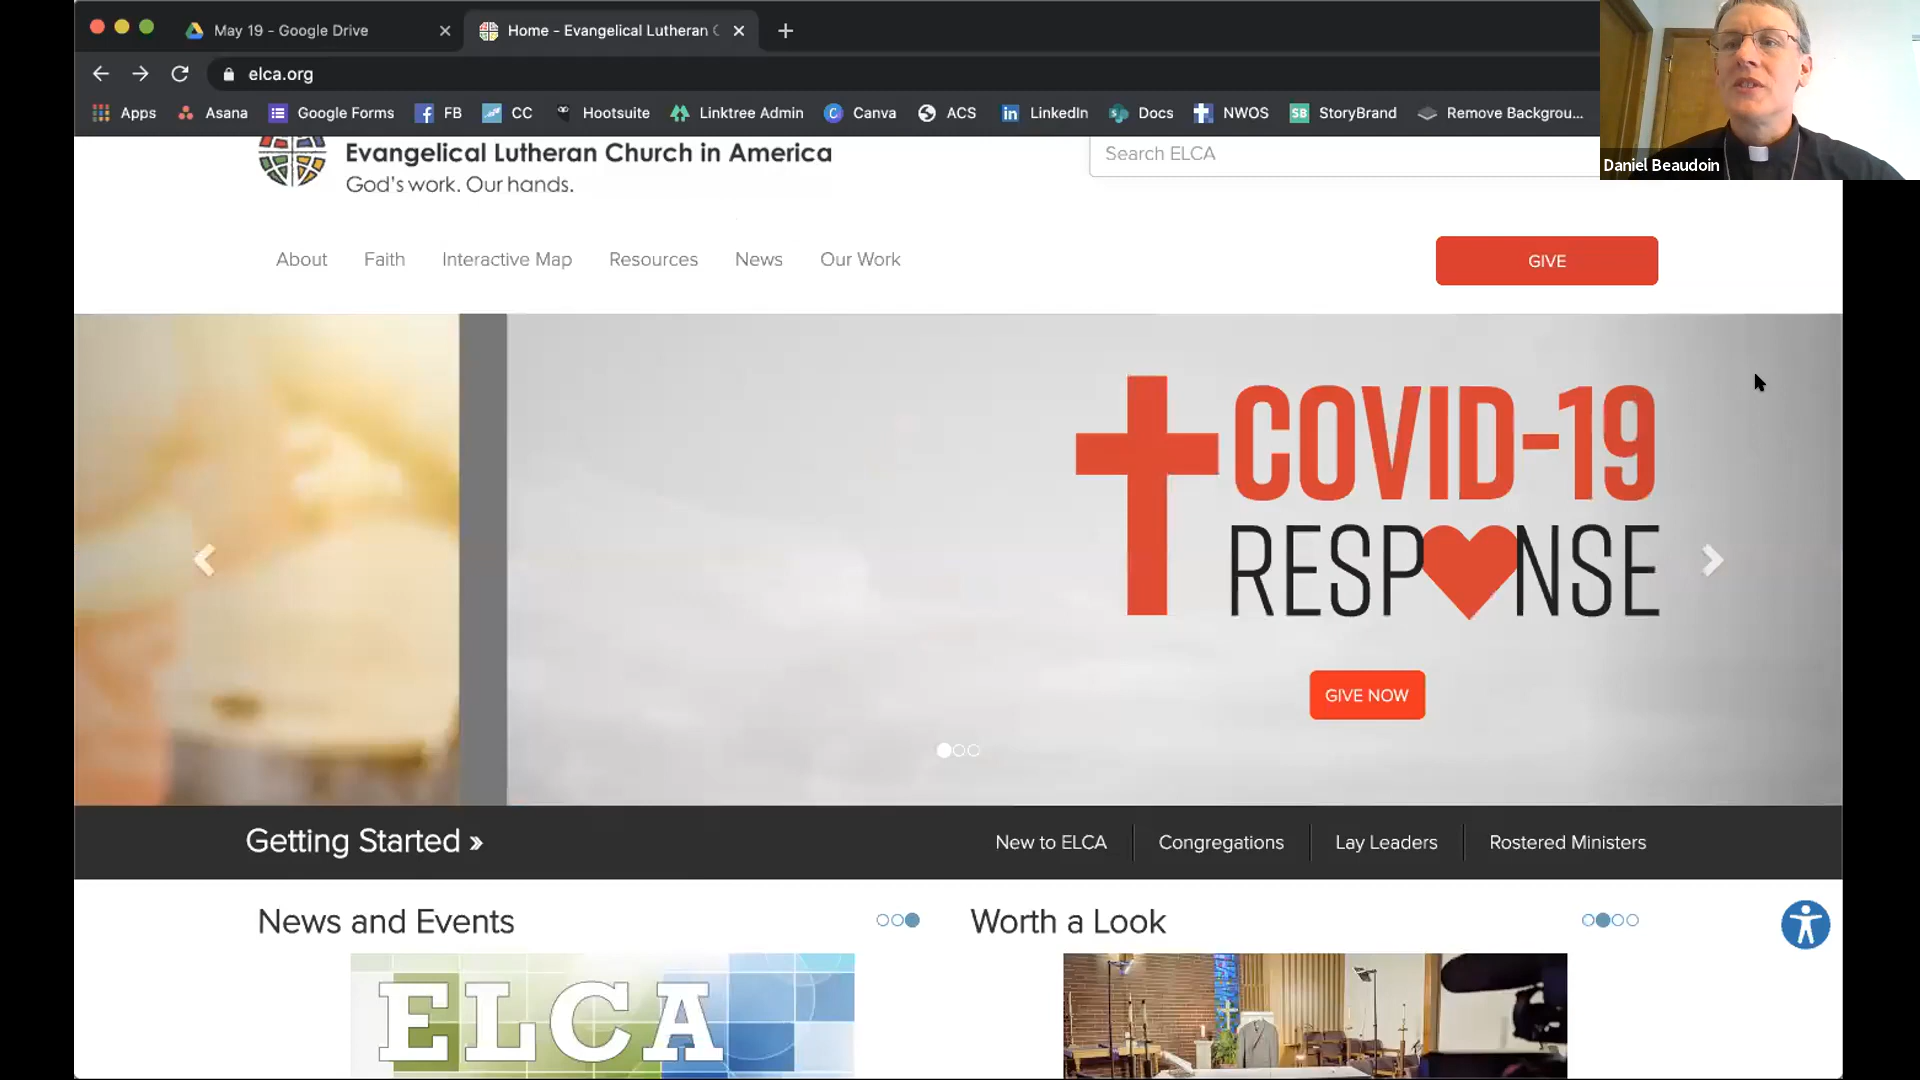 May 19 - Google Drive
Home - Evangelical Lutheran C
elca.org
Apps Asana Google Forms FB CC Hootsuite Linktree Admin Canva ACS LinkedIn Docs NWOS StoryBrand Remove Backgrou...
Daniel Beaudoin
Evangelical Lutheran Church in America
God's work. Our hands.
Search ELCA
About Faith Interactive Map Resources News Our Work
GIVE
COVID-19
RESPONSE
GIVE NOW
Getting Started »
New to ELCA Congregations Lay Leaders Rostered Ministers
News and Events
Worth a Look
ELCA